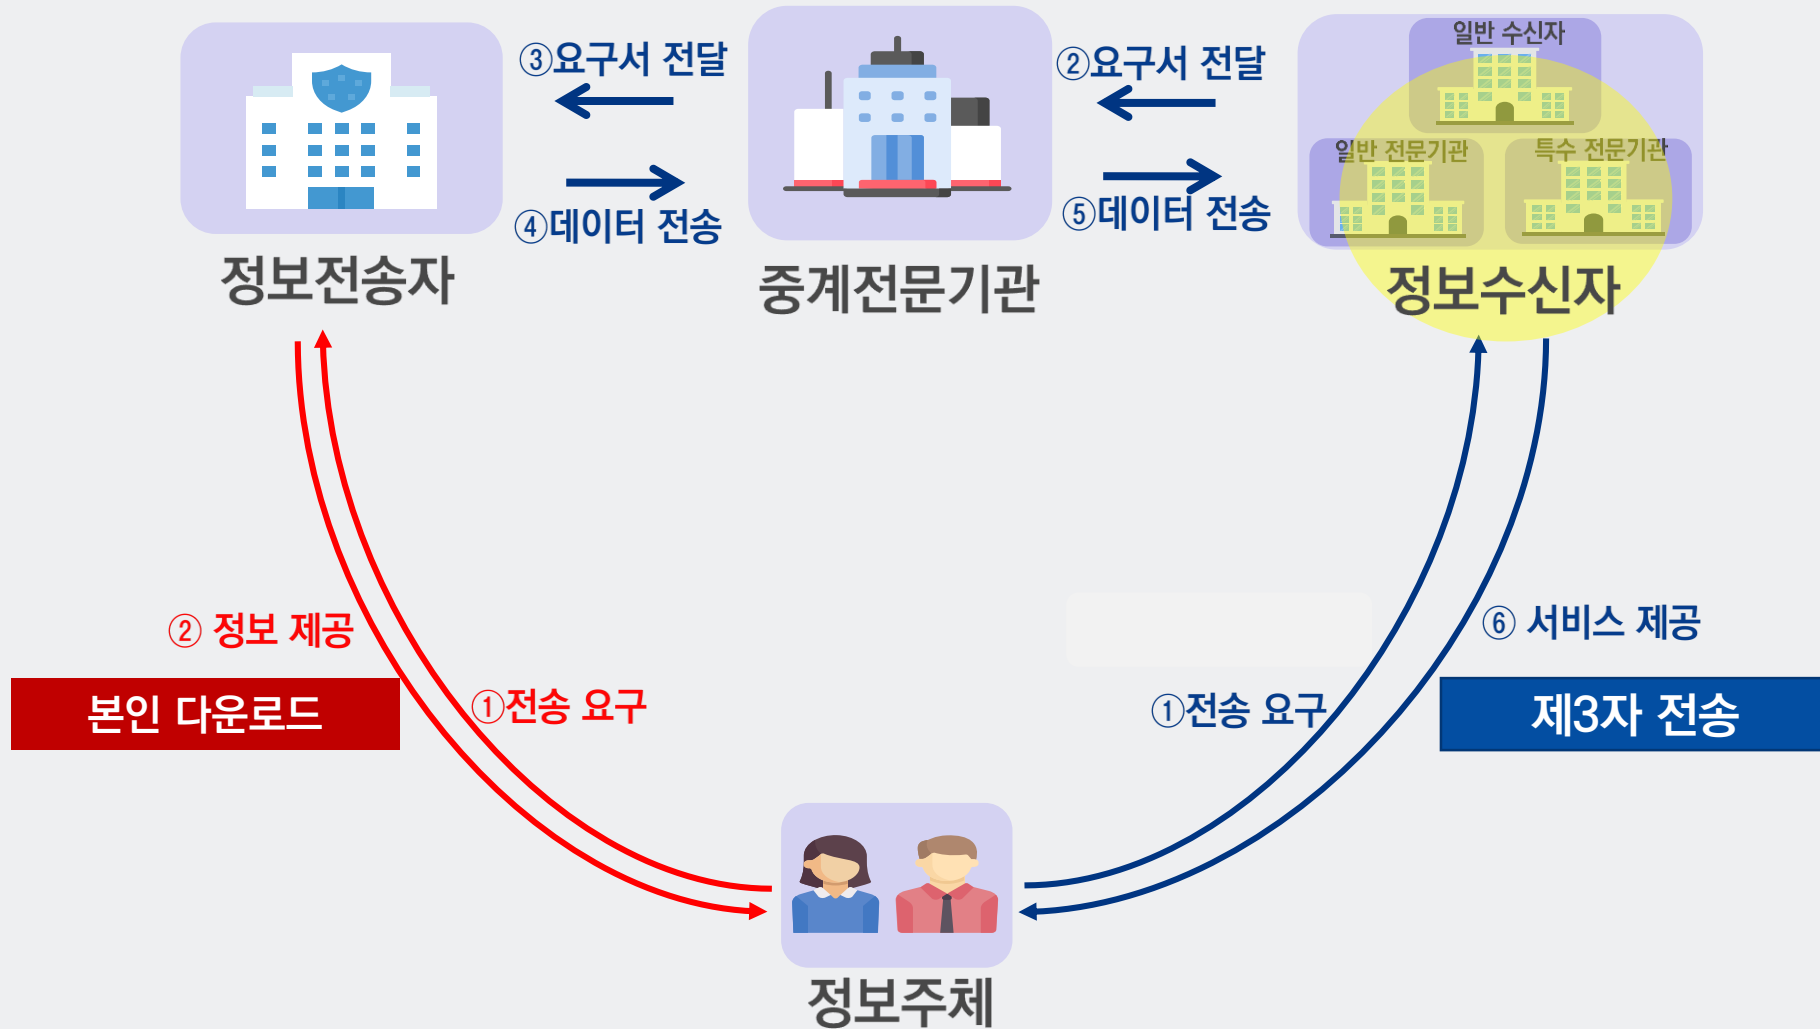 ③요구서 전달
②요구서 전달
일반 수신자
일반 전문기관
특수 전문기관
④데이터 전송
⑤데이터 전송
정보전송자
중계전문기관
정보수신자
② 정보 제공
⑥ 서비스 제공
본인 다운로드
①전송 요구
①전송 요구
제3자 전송
정보주체